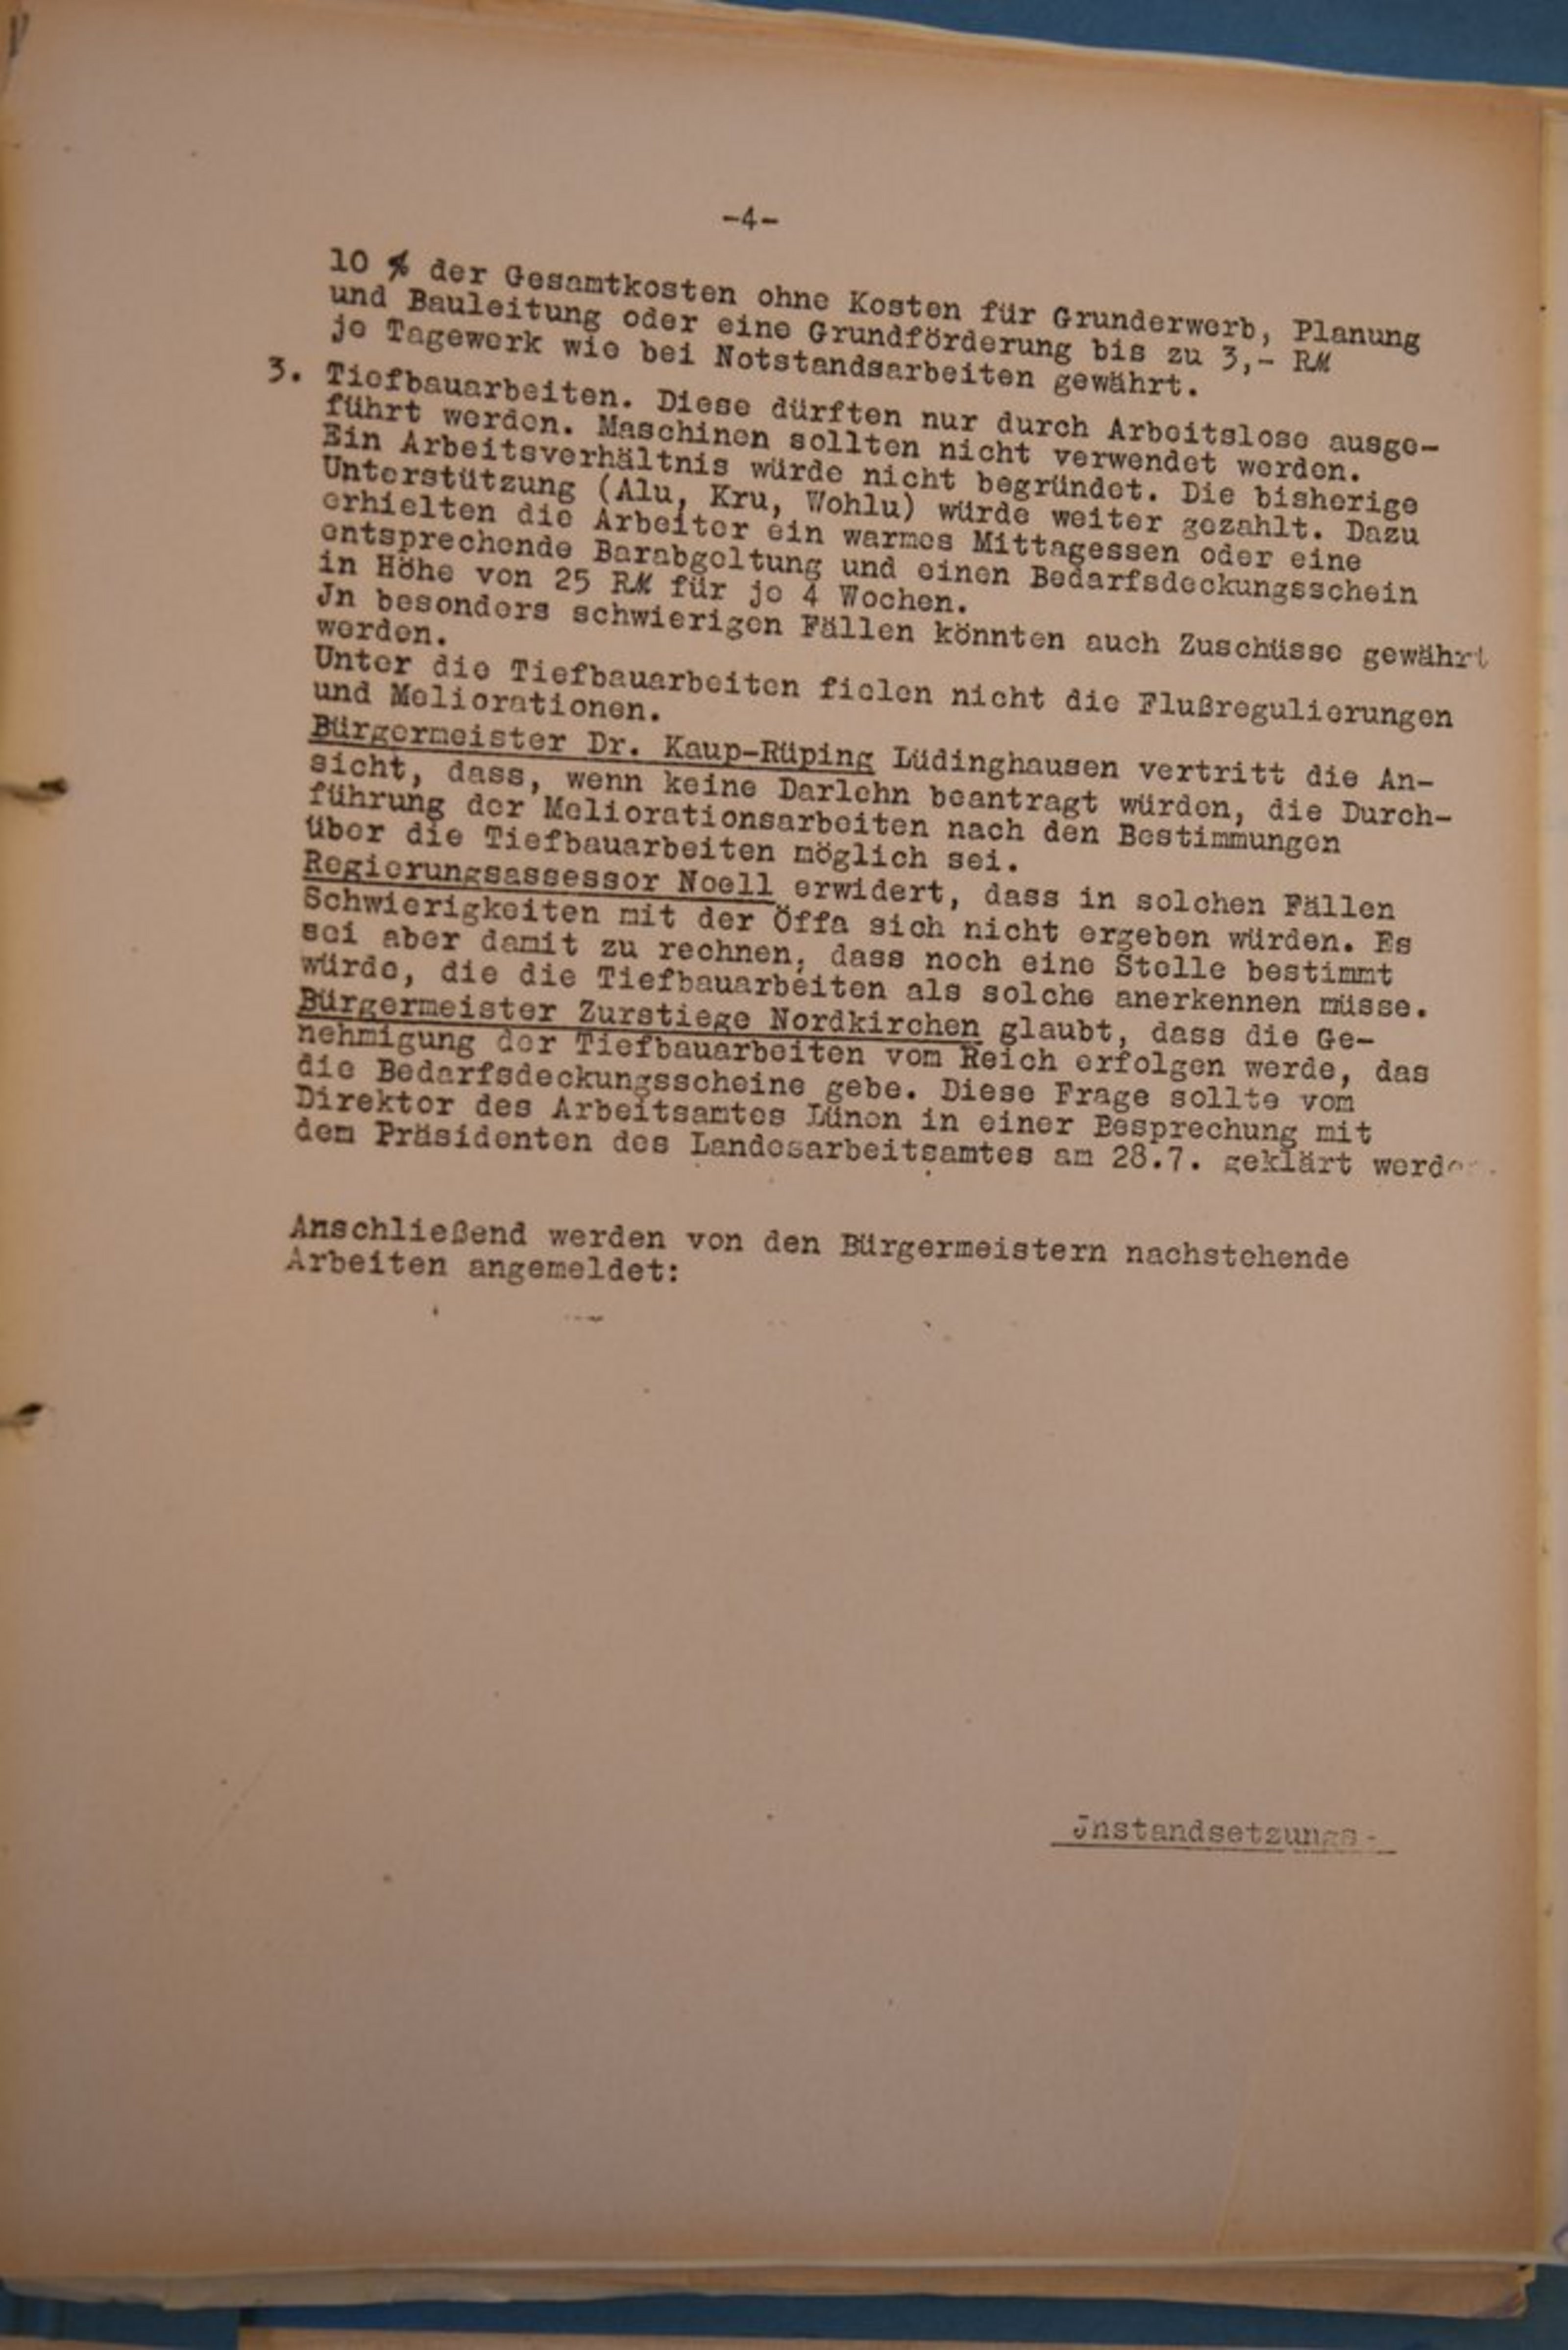 -4-
10 % der Gesamtkosten ohne Kosten für Grunderwerb, Planung
und Bauleitung oder eine Grundförderung bis zu 3,- RM
je Tagewerk wie bei Notstandsarbeiten gewährt.
3. Tiefbauarbeiten. Diese dürften nur durch Arbeitslose ausge-
führt werden. Maschinen sollten nicht verwendet werden.
Ein Arbeitsverhältnis würde nicht begründet. Die bisherige
Unterstützung (Alu, Kru, Wohlu) würde weiter gezahlt. Dazu
erhielten die Arbeiter ein warmes Mittagessen oder eine
entsprechende Barabgeltung und einen Bedarfsdeckungsschein
in Höhe von 25 RM für je 4 Wochen.
Jn besonders schwierigen Fällen könnten auch Zuschüsse gewährt
werden.
Unter die Tiefbauarbeiten fielen nicht die Flußregulierungen
und Meliorationen.
Bürgermeister Dr. Kaup-Rüping Lüdinghausen vertritt die An-
sicht, dass, wenn keine Darlehn beantragt würden, die Durch-
führung der Meliorationsarbeiten nach den Bestimmungen
über die Tiefbauarbeiten möglich sei.
Regierungsassessor Noell erwidert, dass in solchen Fällen
Schwierigkeiten mit der Öffa sich nicht ergeben würden. Es
sei aber damit zu rechnen, dass noch eine Stelle bestimmt
würde, die die Tiefbauarbeiten als solche anerkennen müsse.
Bürgermeister Zurstiege Nordkirchen glaubt, dass die Ge-
nehmigung der Tiefbauarbeiten vom Reich erfolgen werde, das
die Bedarfsdeckungsscheine gebe. Diese Frage sollte vom
Direktor des Arbeitsamtes Lünen in einer Besprechung mit
dem Präsidenten des Landesarbeitsamtes am 28.7. geklärt werden.
Anschließend werden von den Bürgermeistern nachstehende
Arbeiten angemeldet:
Jnstandsetzungs-